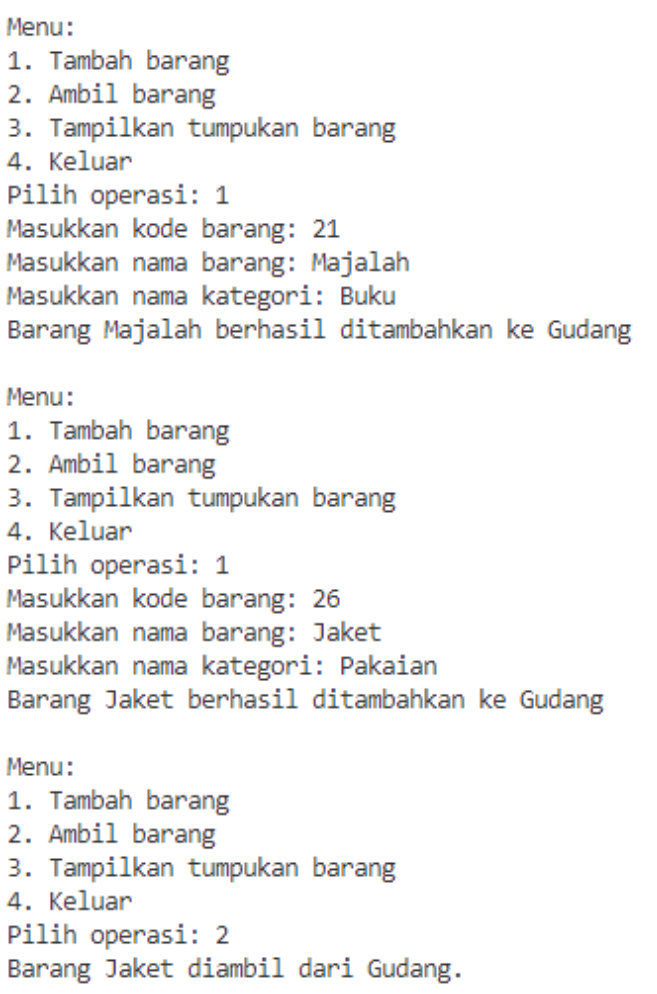 Menu:
1. Tambah barang
2. Ambil barang
3. Tampilkan tumpukan barang
4. Keluar
Pilih operasi: 1
Masukkan kode barang: 21
Masukkan nama barang: Majalah
Masukkan nama kategori: Buku
Barang Majalah berhasil ditambahkan ke Gudang
Menu:
1. Tambah barang
2. Ambil barang
3. Tampilkan tumpukan barang
4. Keluar
Pilih operasi: 1
Masukkan kode barang: 26
Masukkan nama barang: Jaket
Masukkan nama kategori: Pakaian
Barang Jaket berhasil ditambahkan ke Gudang
Menu:
1. Tambah barang
2. Ambil barang
3. Tampilkan tumpukan barang
4. Keluar
Pilih operasi: 2
Barang Jaket diambil dari Gudang.